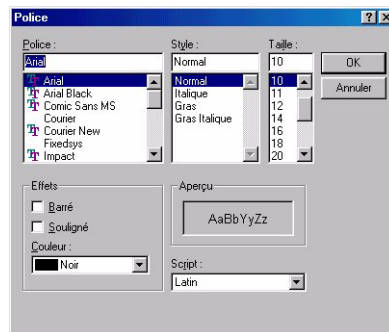 Police
Police :
Style :
Taille :
Arial
Normal
10
OK
Annuler
Arial
Arial Black
Comic Sans MS
Courier
Courier New
Fixedsys
Impact
Normal
Italique
Gras
Gras Italique
10
11
12
14
16
18
20
Effets
Barré
Souligné
Couleur :
Noir
Aperçu
AaBbYyZz
Script :
Latin